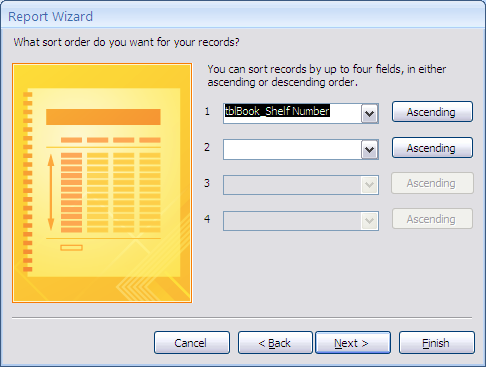 Report Wizard
What sort order do you want for your records?
You can sort records by up to four fields, in either
ascending or descending order.
1 tblBook_Shelf Number Ascending
2 Ascending
3 Ascending
4 Ascending
Cancel < Back Next > Finish